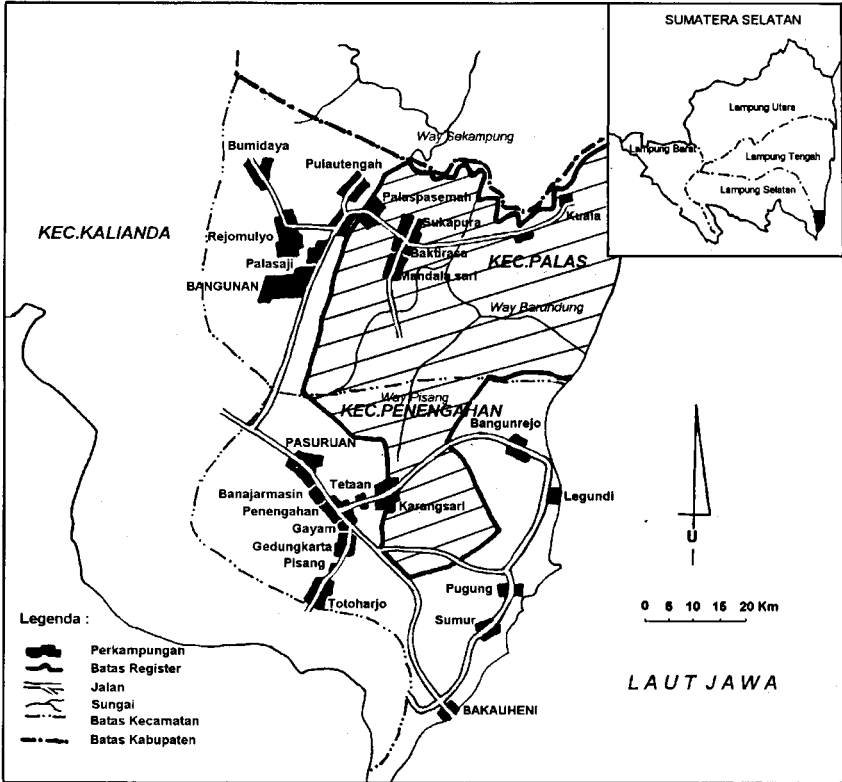 SUMATERA SELATAN
Lampung Utara
Lampung Barat
Lampung Tengah
Lampung Selatan
Way Sekampung
Bumidaya
Pulautengah
Palaspasemah
Sukapura
Kuala
KEC.KALIANDA
Rejomulyo
Baktirasa
KEC.PALAS
Palasaji
Mandala sari
BANGUNAN
Way Barundung
Way Pisang
KEC.PENENGAHAN
Bangunrejo
PASURUAN
Tetaan
Banajarmasin
Legundi
Penengahan
Karangsari
Gayam
U
Gedungkarta
Pisang
Pugung
Totoharjo
0 5 10 20 Km
Sumur
LAUT JAWA
BAKAUHENI
Legenda :
Perkampungan
Batas Register
Jalan
Sungai
Batas Kecamatan
Batas Kabupaten